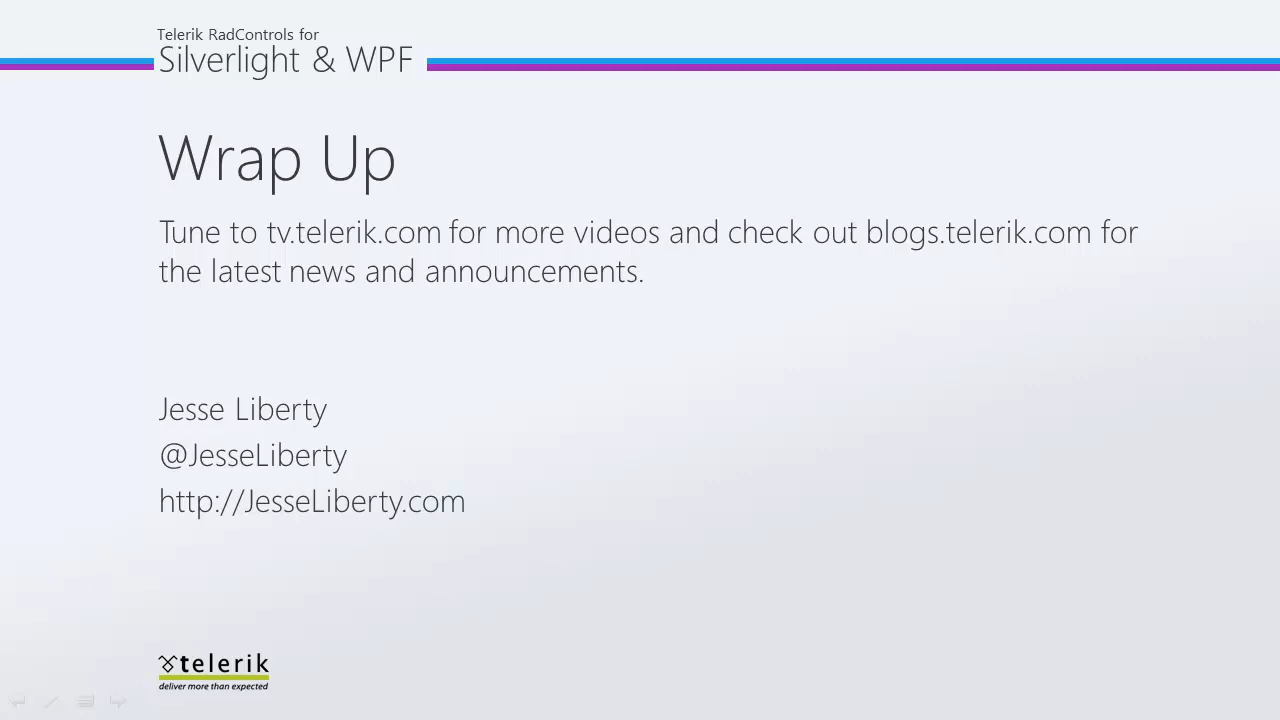 Telerik RadControls for
Silverlight & WPF
Wrap Up
Tune to tv.telerik.com for more videos and check out blogs.telerik.com for
the latest news and announcements.
Jesse Liberty
@JesseLiberty
http://JesseLiberty.com
telerik
deliver more than expected